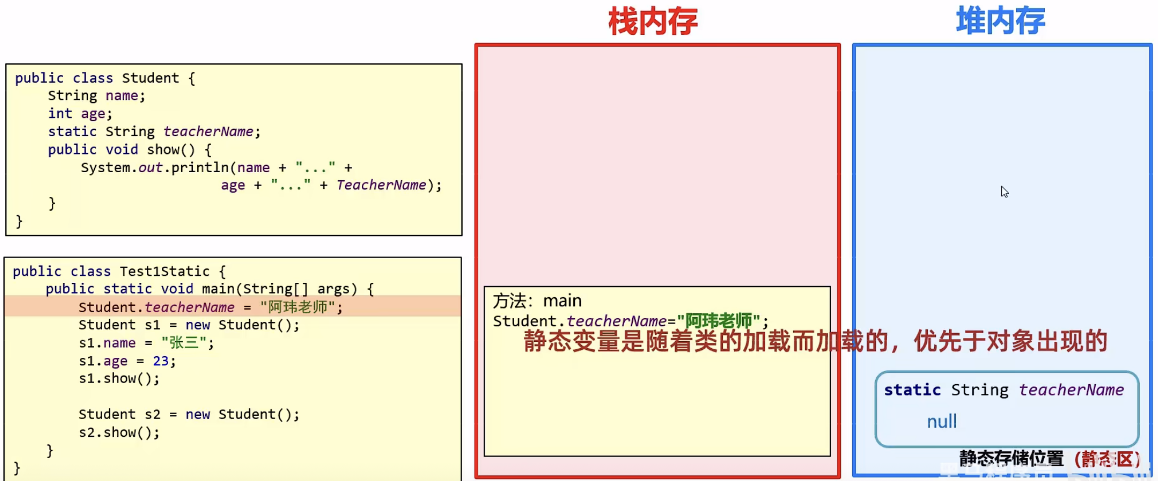 栈内存
堆内存
public class Student {
String name;
int age;
static String teacherName;
public void show() {
System.out.println(name + "..." +
age + "..." + TeacherName);
}
}
public class Test1Static {
public static void main(String[] args) {
Student.teacherName = "阿玮老师";
Student s1 = new Student();
s1.name = "张三";
s1.age = 23;
s1.show();
Student s2 = new Student();
s2.show();
}
}
方法：main
Student.teacherName="阿玮老师";
静态变量是随着类的加载而加载的，优先于对象出现的
static String teacherName
null
静态存储位置（静态区）